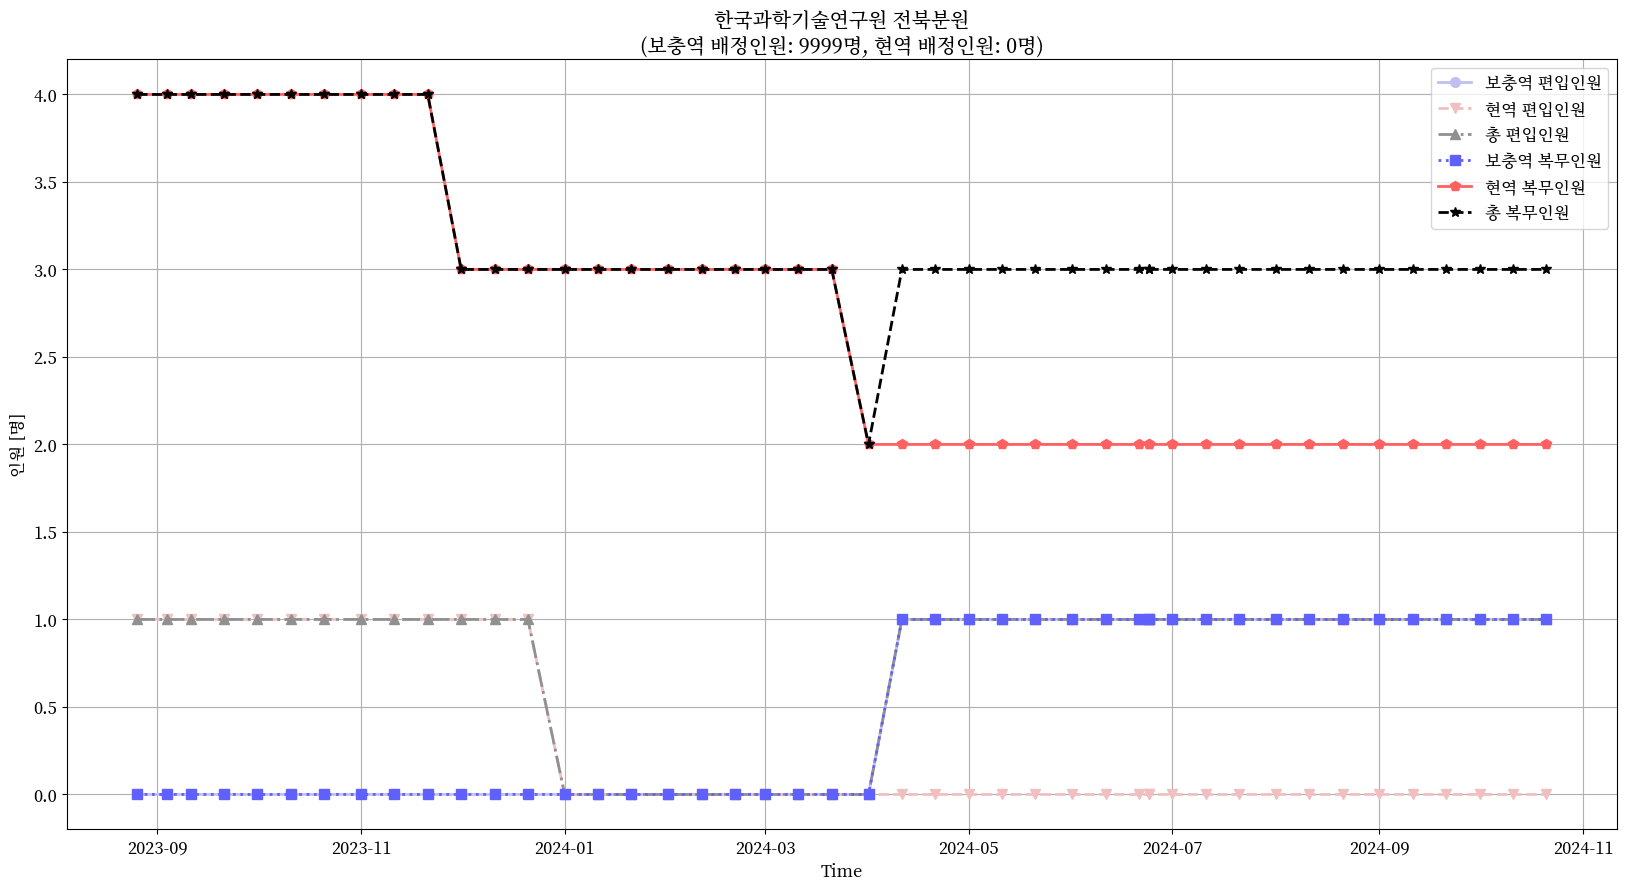 한국과학기술연구원 전북분원
(보충역 배정인원: 9999명, 현역 배정인원: 0명)
보충역 편입인원
현역 편입인원
총 편입인원
보충역 복무인원
현역 복무인원
총 복무인원
4.0
3.5
3.0
2.5
2.0
1.5
1.0
0.5
0.0
인원 [명]
2023-09
2023-11
2024-01
2024-03
2024-05
2024-07
2024-09
2024-11
Time